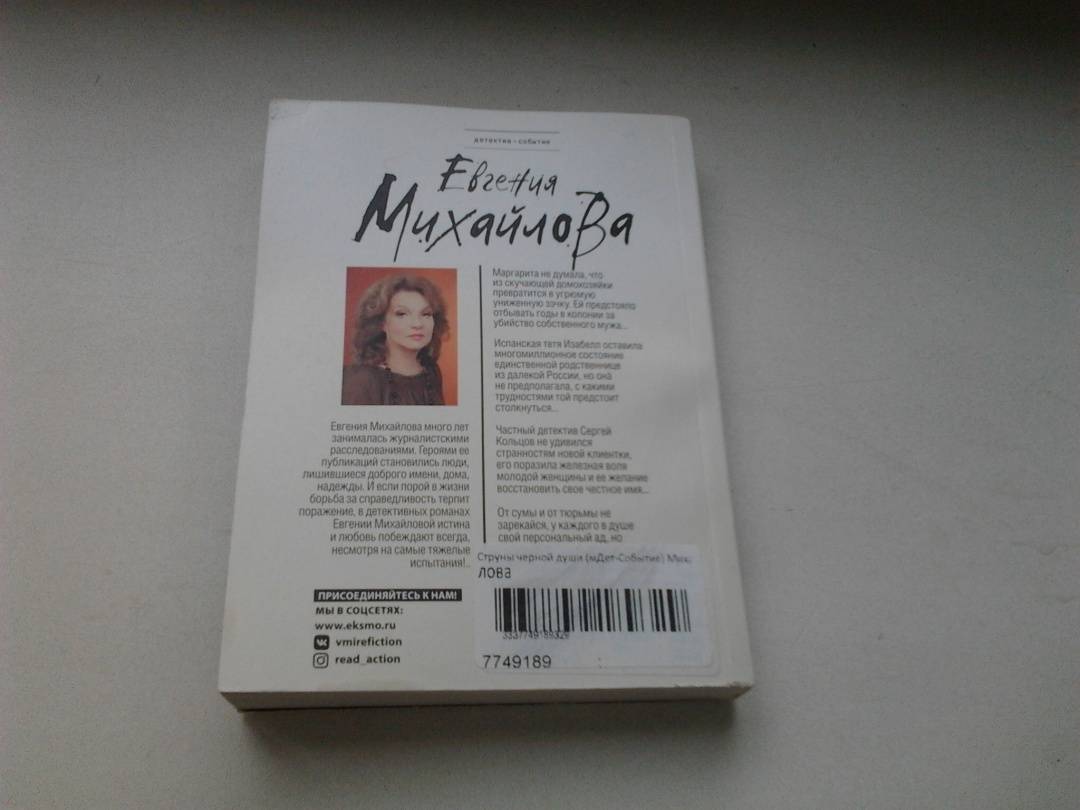 детектив-событие
Евгения
Михайлова
Маргарита не думала, что
из скучающей домохозяйки
превратится в угрюмую
униженную зэчку. Ей предстояло
отбывать годы в колонии за
убийство собственного мужа...
Испанская тетя Изабелл оставила
многомиллионное состояние
единственной родственнице
из далекой России, но она
не предполагала, с какими
трудностями той предстоит
столкнуться...
Частный детектив Сергей
Кольцов не удивился
странностям новой клиентки,
его поразила железная воля
молодой женщины и ее желание
восстановить свое честное имя...
От сумы и от тюрьмы не
зарекайся, у каждого в душе
свой персональный ад, но
Евгения Михайлова много лет
занималась журналистскими
расследованиями. Героями ее
публикаций становились люди,
лишившиеся доброго имени, дома,
надежды. И если порой в жизни
борьба за справедливость терпит
поражение, в детективных романах
Евгении Михайловой истина
и любовь побеждают всегда,
несмотря на самые тяжелые
испытания!..
ПРИСОЕДИНЯЙТЕСЬ К НАМ!
МЫ В СОЦСЕТЯХ:
www.eksmo.ru
vmirefiction
read_action
Струны черной души (мДет-Событие) Миха
лова
3337749189329
7749189